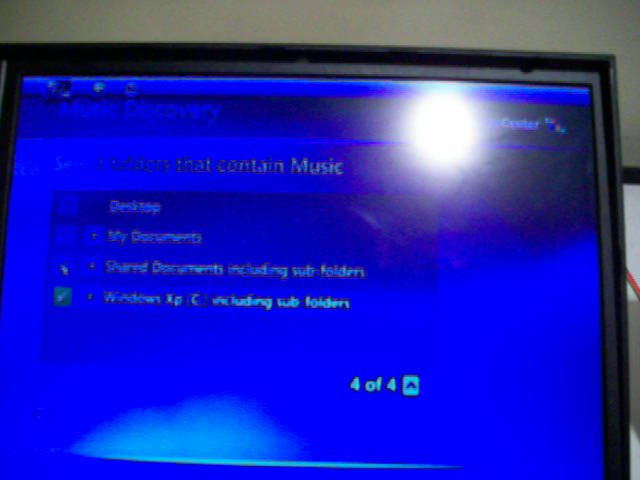 Music Discovery
Center
folders that contain Music
Desktop
My Documents
Shared Documents including sub-folders
Windows Xp (C:) including sub-folders
4 of 4